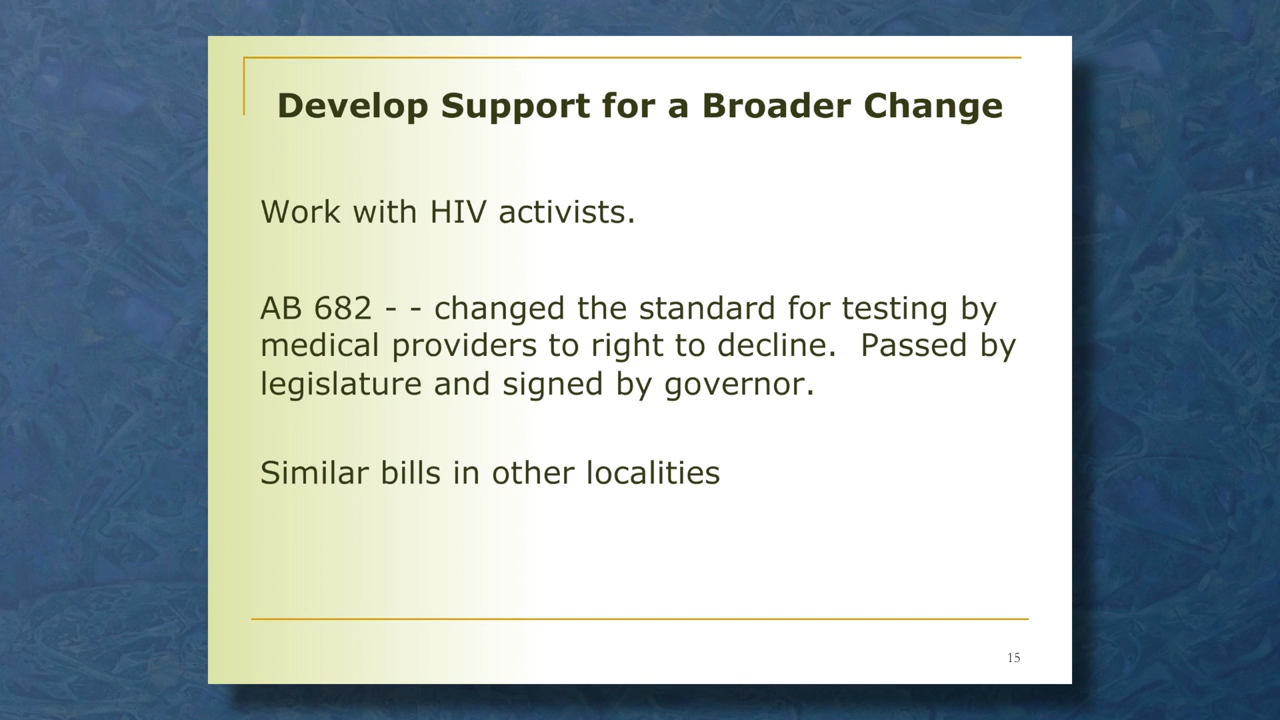 Develop Support for a Broader Change
Work with HIV activists.
AB 682 - - changed the standard for testing by
medical providers to right to decline.  Passed by
legislature and signed by governor.
Similar bills in other localities
15